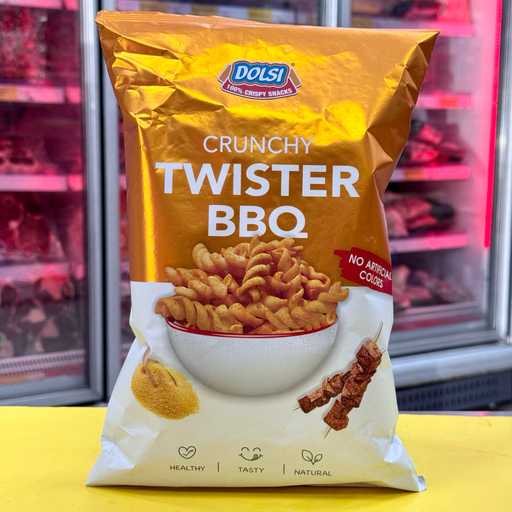 DOLSI
100% CRISPY SNACKS
CRUNCHY
TWISTER
BBQ
NO ARTIFICIAL
COLORS
HEALTHY
TASTY
NATURAL